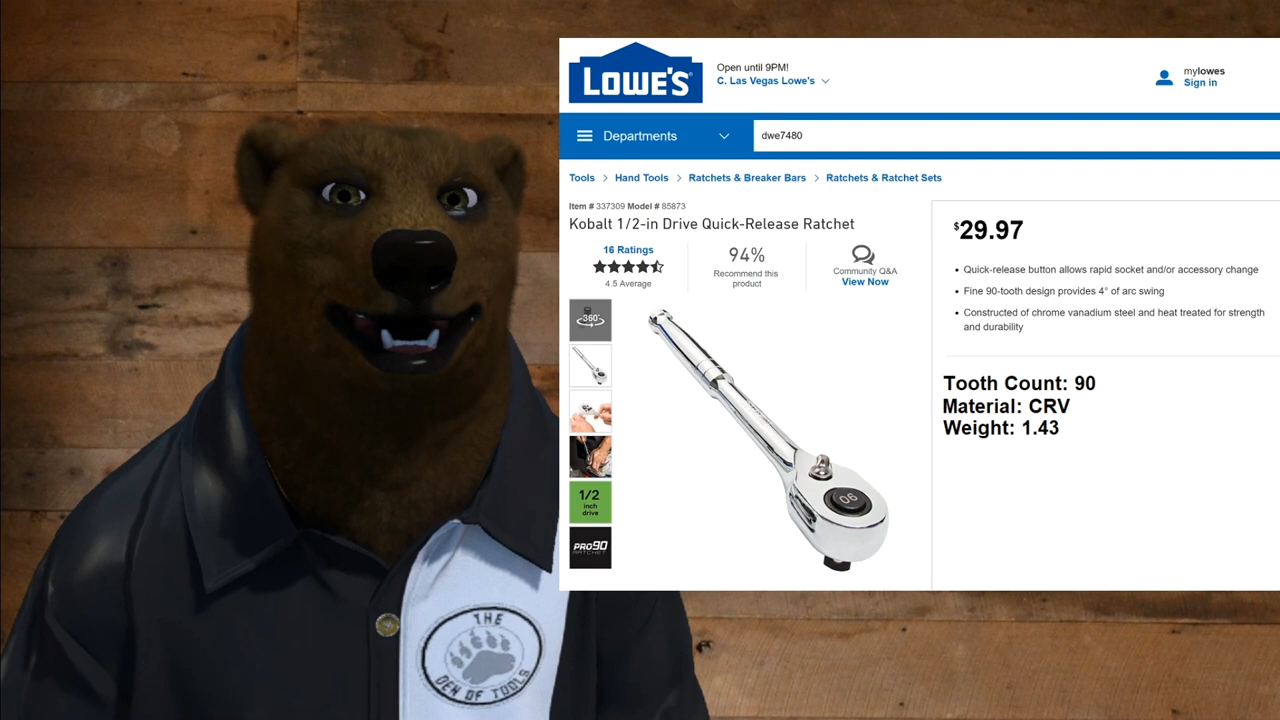 LOWE'S
Open until 9PM!
C. Las Vegas Lowe's
mylowes
Sign in
Departments
dwe7480
Tools > Hand Tools > Ratchets & Breaker Bars > Ratchets & Ratchet Sets
Item # 337309 Model # 85873
Kobalt 1/2-in Drive Quick-Release Ratchet
16 Ratings
4.5 Average
94%
Recommend this
product
Community Q&A
View Now
$29.97
• Quick-release button allows rapid socket and/or accessory change
• Fine 90-tooth design provides 4° of arc swing
• Constructed of chrome vanadium steel and heat treated for strength
and durability
Tooth Count: 90
Material: CRV
Weight: 1.43
360°
1/2
inch
drive
PRO90
RATCHET
90
THE
DEN OF TOOLS